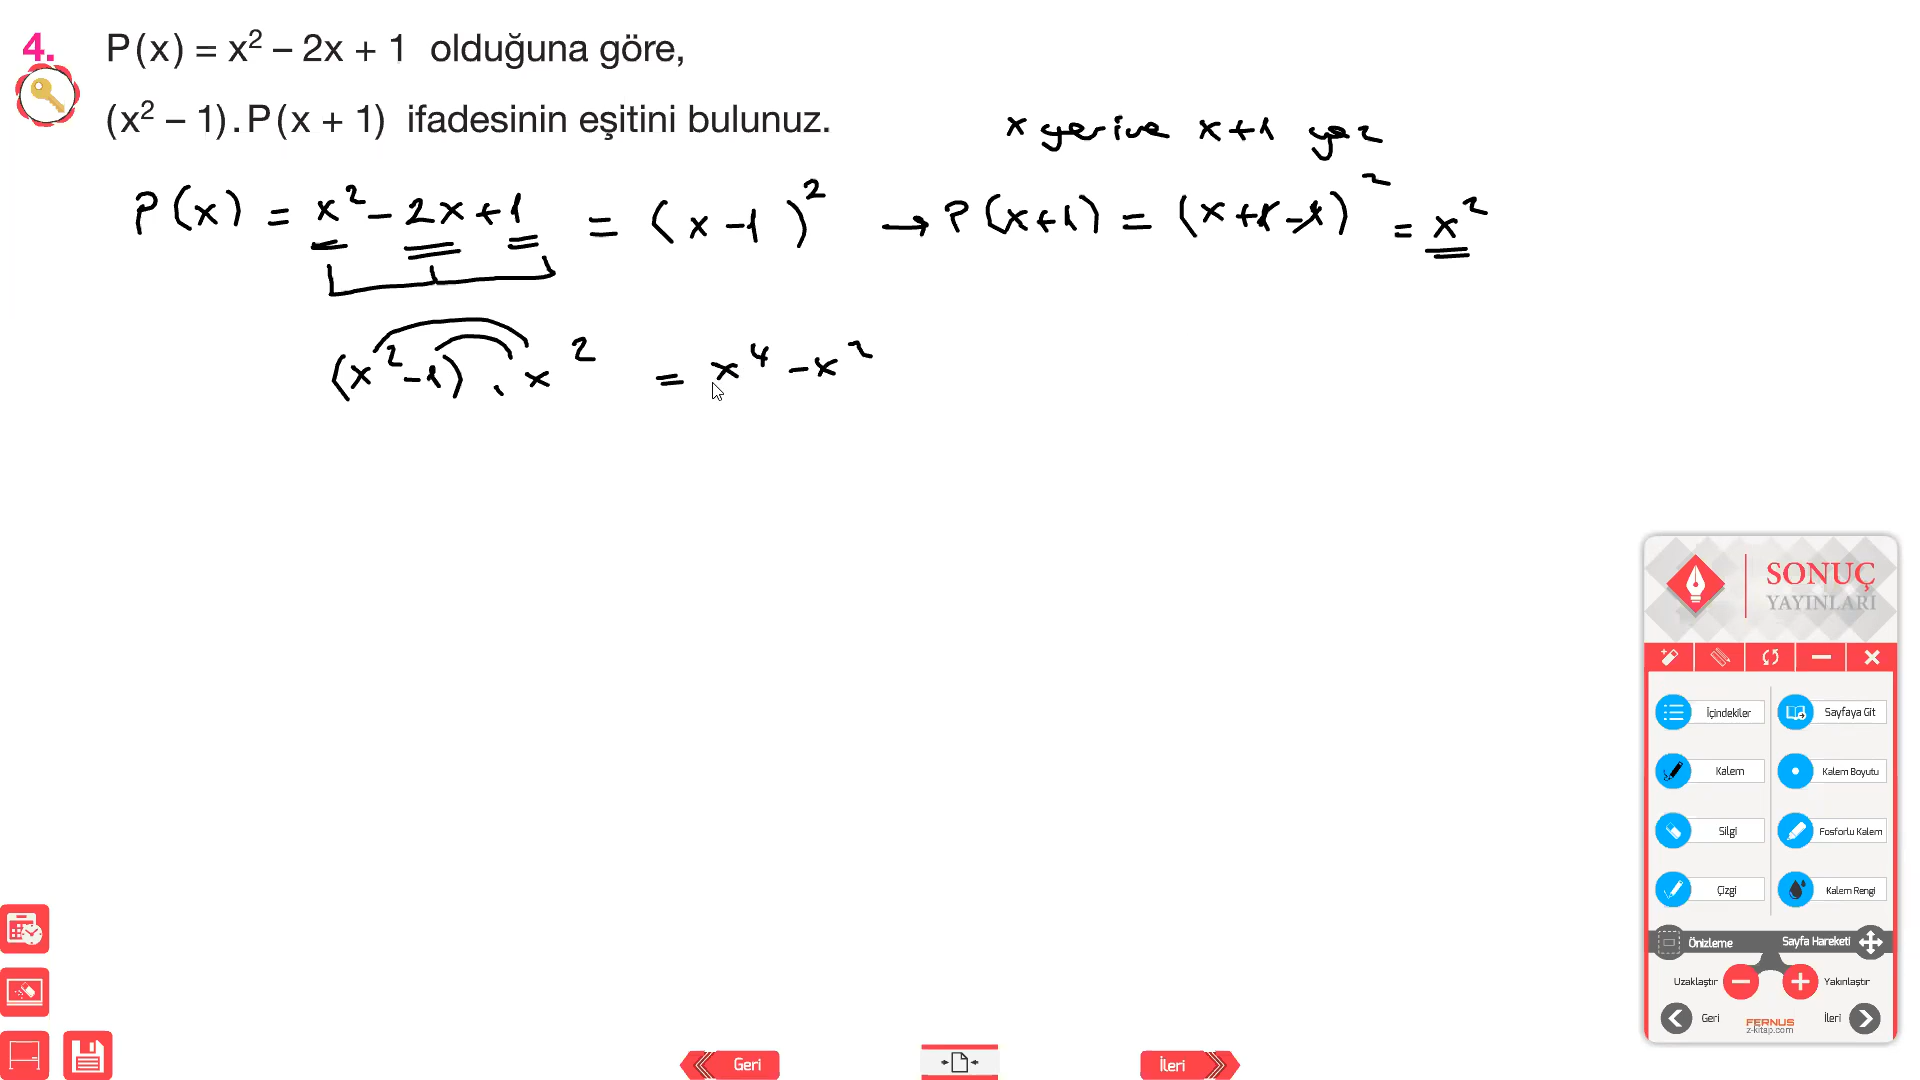 4. P(x) = x² – 2x + 1 olduğuna göre,
(x² – 1).P(x + 1) ifadesinin eşitini bulunuz.
x yerine x+1 yaz
P(x) = x² – 2x + 1 = (x – 1)² → P(x+1) = (x+1–1)² = x²
(x² – 1) . x² = x⁴ – x²
SONUÇ
YAYINLARI
İçindekiler
Sayfaya Git
Kalem
Kalem Boyutu
Silgi
Fosforlu Kalem
Çizgi
Kalem Rengi
Önizleme
Sayfa Hareketi
Uzaklaştır
Yakınlaştır
Geri
FERNUS
z-kitap.com
İleri
Geri
İleri